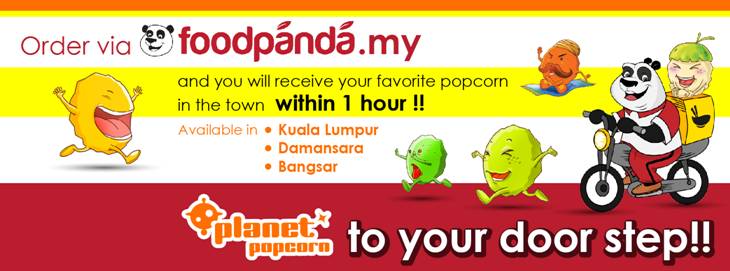 Order via foodpanda.my
and you will receive your favorite popcorn
in the town within 1 hour !!
Available in • Kuala Lumpur
• Damansara
• Bangsar
planet popcorn to your door step!!